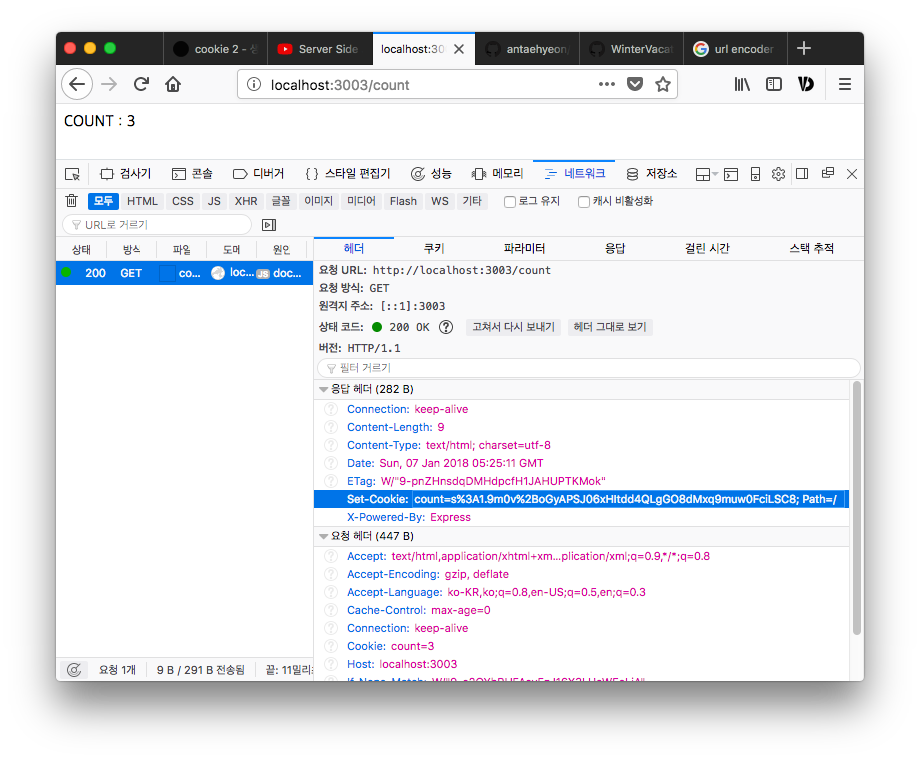 cookie 2 - 생
Server Side
localhost:300
antaehyeon/
WinterVacat
url encoder
localhost:3003/count
COUNT : 3
검사기 콘솔 디버거 { } 스타일 편집기 성능 메모리 네트워크 저장소
모두 HTML CSS JS XHR 글꼴 이미지 미디어 Flash WS 기타 로그 유지 캐시 비활성화
URL로 거르기
상태 방식 파일 도메 원인
200 GET co... loc... JS doc...
헤더 쿠키 파라미터 응답 걸린 시간 스택 추적
요청 URL: http://localhost:3003/count
요청 방식: GET
원격지 주소: [::1]:3003
상태 코드: 200 OK ? 고쳐서 다시 보내기 헤더 그대로 보기
버전: HTTP/1.1
필터 거르기
응답 헤더 (282 B)
? Connection: keep-alive
? Content-Length: 9
? Content-Type: text/html; charset=utf-8
? Date: Sun, 07 Jan 2018 05:25:11 GMT
? ETag: W/"9-pnZHnsdqDMHdpcfH1JAHUPTKMok"
Set-Cookie: count=s%3A1.9m0v%2BoGyAPSJ06xHItdd4QLgGO8dMxq9muw0FciLSC8; Path=/
X-Powered-By: Express
요청 헤더 (447 B)
? Accept: text/html,application/xhtml+xm...plication/xml;q=0.9,*/*;q=0.8
? Accept-Encoding: gzip, deflate
? Accept-Language: ko-KR,ko;q=0.8,en-US;q=0.5,en;q=0.3
? Cache-Control: max-age=0
? Connection: keep-alive
? Cookie: count=3
? Host: localhost:3003
요청 1개 9 B / 291 B 전송됨 끝: 11밀리초